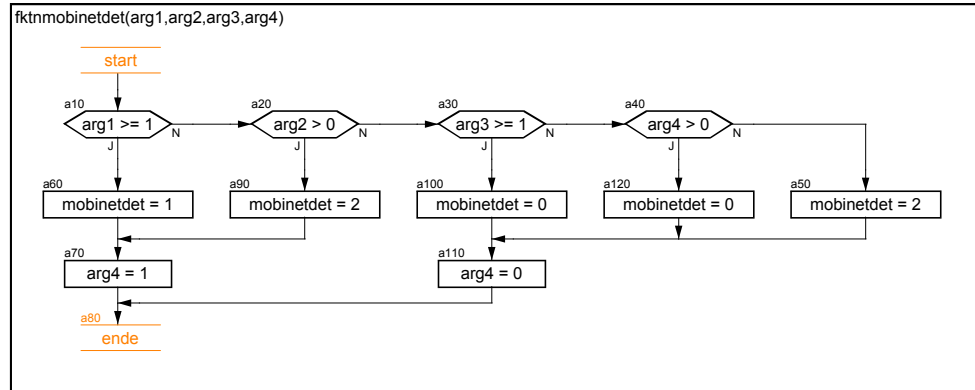 fktnmobinetdet(arg1,arg2,arg3,arg4)
start
a10
a20
a30
a40
arg1 >= 1
N
arg2 > 0
N
arg3 >= 1
N
arg4 > 0
N
J
J
J
J
a60
a90
a100
a120
a50
mobinetdet = 1
mobinetdet = 2
mobinetdet = 0
mobinetdet = 0
mobinetdet = 2
a70
a110
arg4 = 1
arg4 = 0
a80
ende